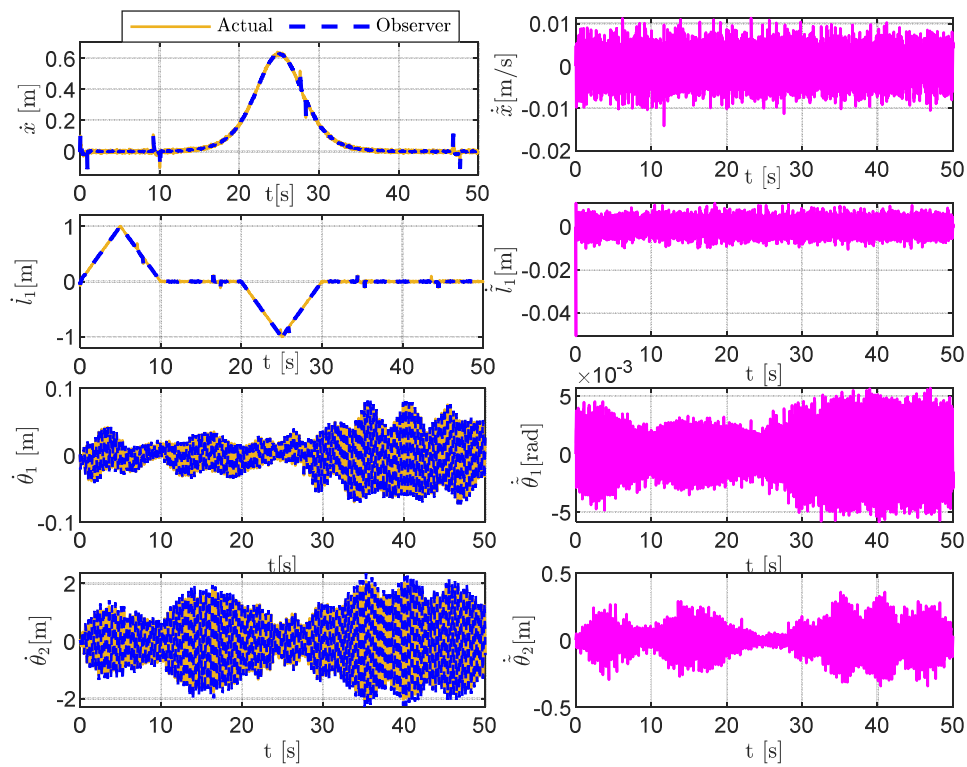 Actual Observer
ẋ [m]
0.6
0.4
0.2
0
0 10 20 30 40 50
t[s]
0.01
0
-0.01
-0.02
x̃̇[m/s]
0 10 20 30 40 50
t [s]
l̇₁[m]
1
0
-1
0 10 20 30 40 50
t [s]
l̃̇₁[m]
0
-0.02
-0.04
0 10 20 30 40 50
t [s]
θ̇₁ [m]
0.1
0
-0.1
0 10 20 30 40 50
t[s]
×10⁻³
θ̃̇₁[rad]
5
0
-5
0 10 20 30 40 50
t [s]
θ̇₂[m]
2
0
-2
0 10 20 30 40 50
t [s]
θ̃̇₂[m]
0.5
0
-0.5
0 10 20 30 40 50
t [s]